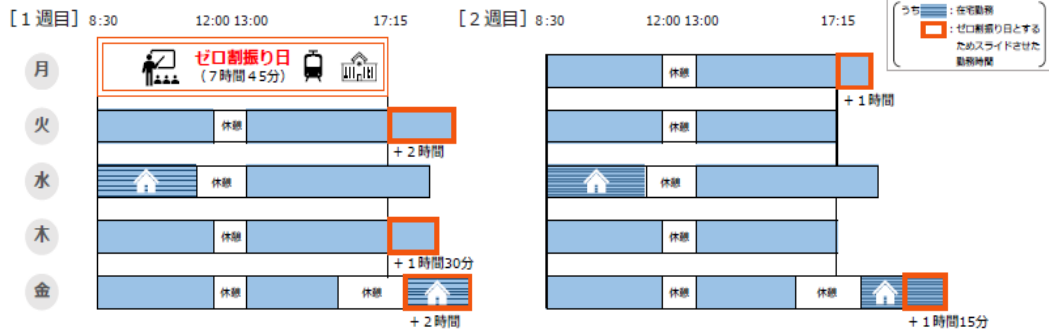 [1週目] 8:30 12:00 13:00 17:15 [2週目] 8:30 12:00 13:00 17:15
うち :在宅勤務
:ゼロ割振り日とする
ためスライドさせた
勤務時間
月 ゼロ割振り日
(7時間45分)
休憩
+1時間
火 休憩 休憩
+2時間
水 休憩 休憩
木 休憩 休憩
+1時間30分
金 休憩 休憩 休憩 休憩
+2時間 +1時間15分